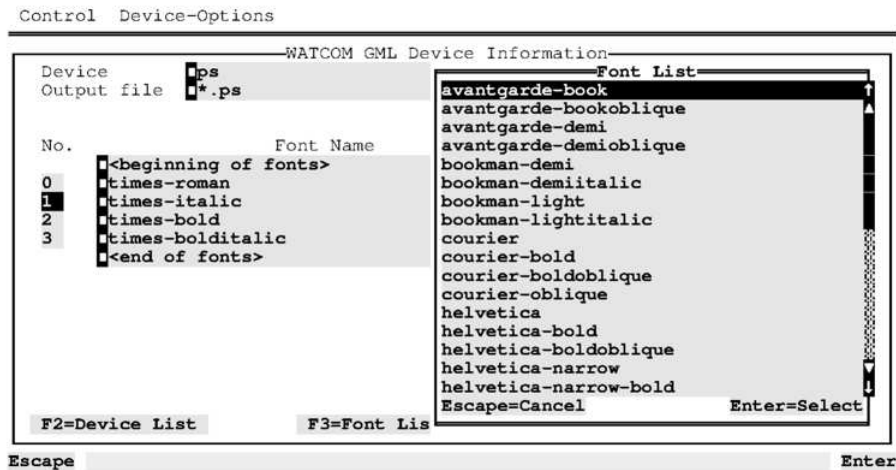 Control Device-Options
WATCOM GML Device Information
Device ps
Output file *.ps
No. Font Name
<beginning of fonts>
0 times-roman
1 times-italic
2 times-bold
3 times-bolditalic
<end of fonts>
F2=Device List F3=Font Lis
Font List
avantgarde-book
avantgarde-bookoblique
avantgarde-demi
avantgarde-demioblique
bookman-demi
bookman-demiitalic
bookman-light
bookman-lightitalic
courier
courier-bold
courier-boldoblique
courier-oblique
helvetica
helvetica-bold
helvetica-boldoblique
helvetica-narrow
helvetica-narrow-bold
Escape=Cancel Enter=Select
Escape Enter